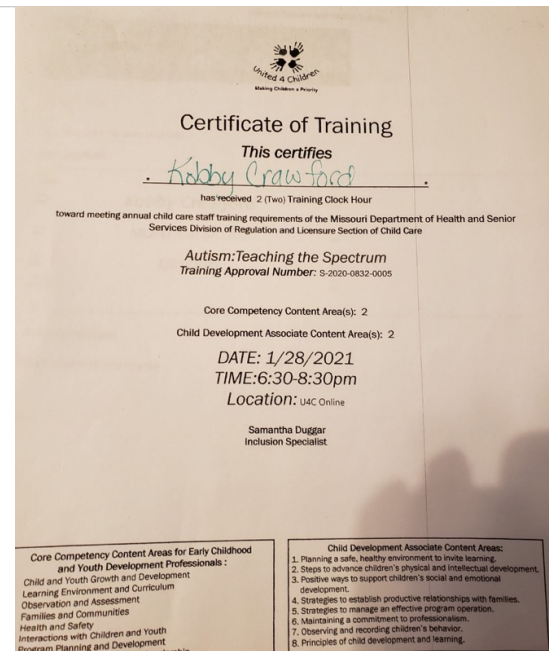 United 4 Children
Making Children a Priority
Certificate of Training
This certifies
Kobby Crawford
has received 2 (Two) Training Clock Hour
toward meeting annual child care staff training requirements of the Missouri Department of Health and Senior
Services Division of Regulation and Licensure Section of Child Care
Autism:Teaching the Spectrum
Training Approval Number: S-2020-0832-0005
Core Competency Content Area(s): 2
Child Development Associate Content Area(s): 2
DATE: 1/28/2021
TIME:6:30-8:30pm
Location: U4C Online
Samantha Duggar
Inclusion Specialist
Core Competency Content Areas for Early Childhood
and Youth Development Professionals :
Child and Youth Growth and Development
Learning Environment and Curriculum
Observation and Assessment
Families and Communities
Health and Safety
Interactions with Children and Youth
Program Planning and Development
Child Development Associate Content Areas:
1. Planning a safe, healthy environment to invite learning.
2. Steps to advance children's physical and intellectual development.
3. Positive ways to support children's social and emotional
development.
4. Strategies to establish productive relationships with families.
5. Strategies to manage an effective program operation.
6. Maintaining a commitment to professionalism.
7. Observing and recording children's behavior.
8. Principles of child development and learning.